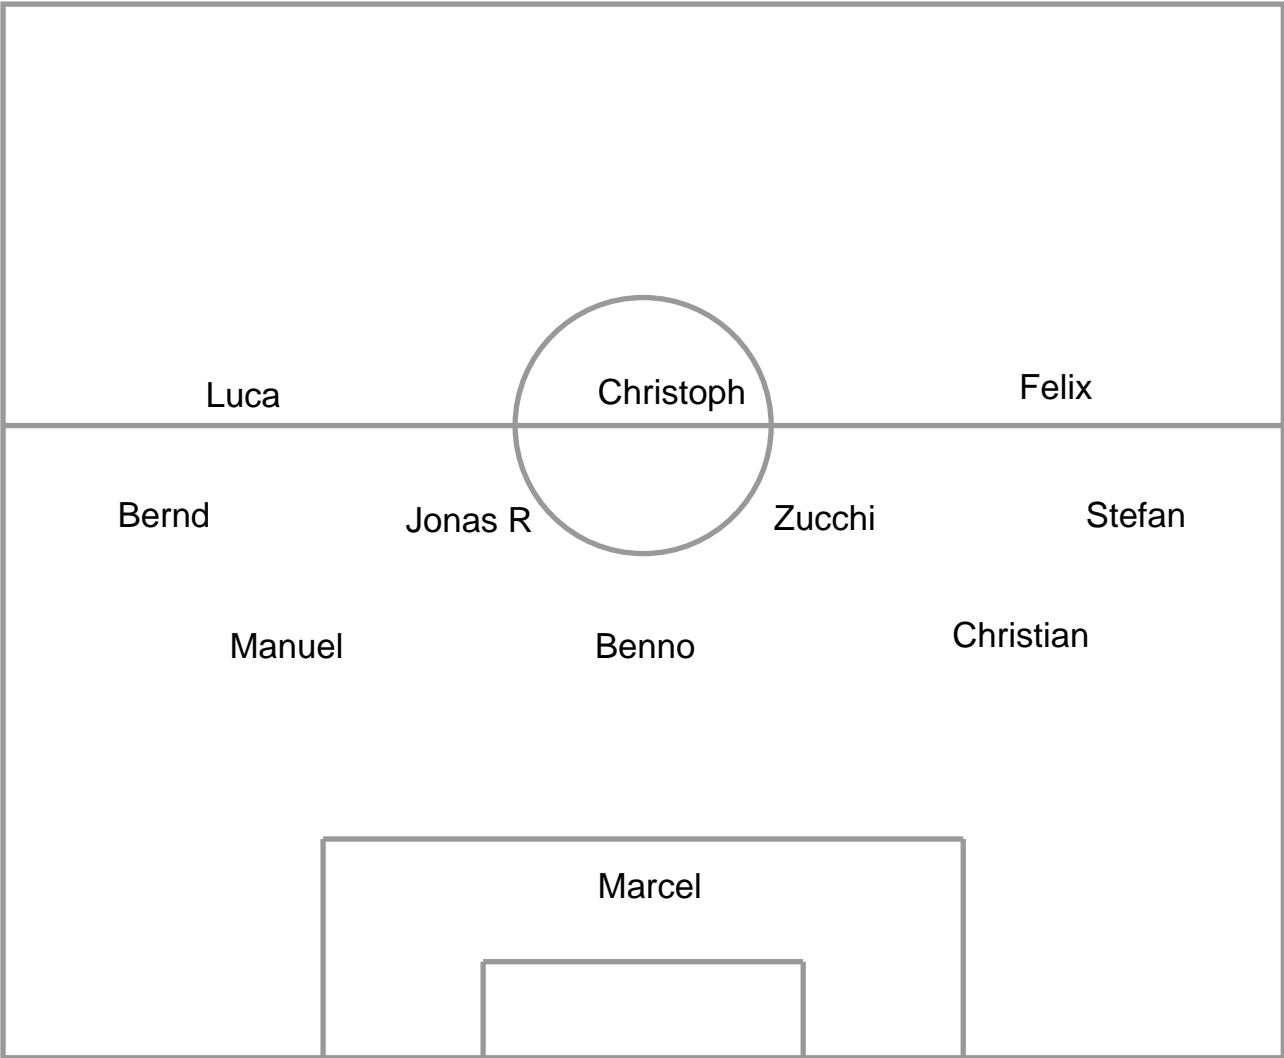 Luca
Christoph
Felix
Bernd
Jonas R
Zucchi
Stefan
Manuel
Benno
Christian
Marcel